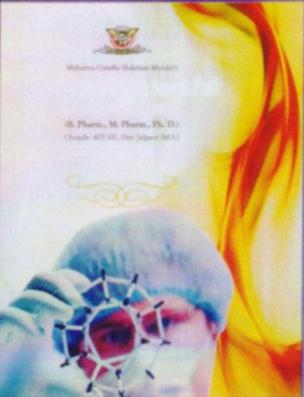 Mahatma Gandhi Shikshan Mandal's
(B. Pharm., M. Pharm., Ph. D.)
Chopda - 425 107, Dist. Jalgaon (M.S.)